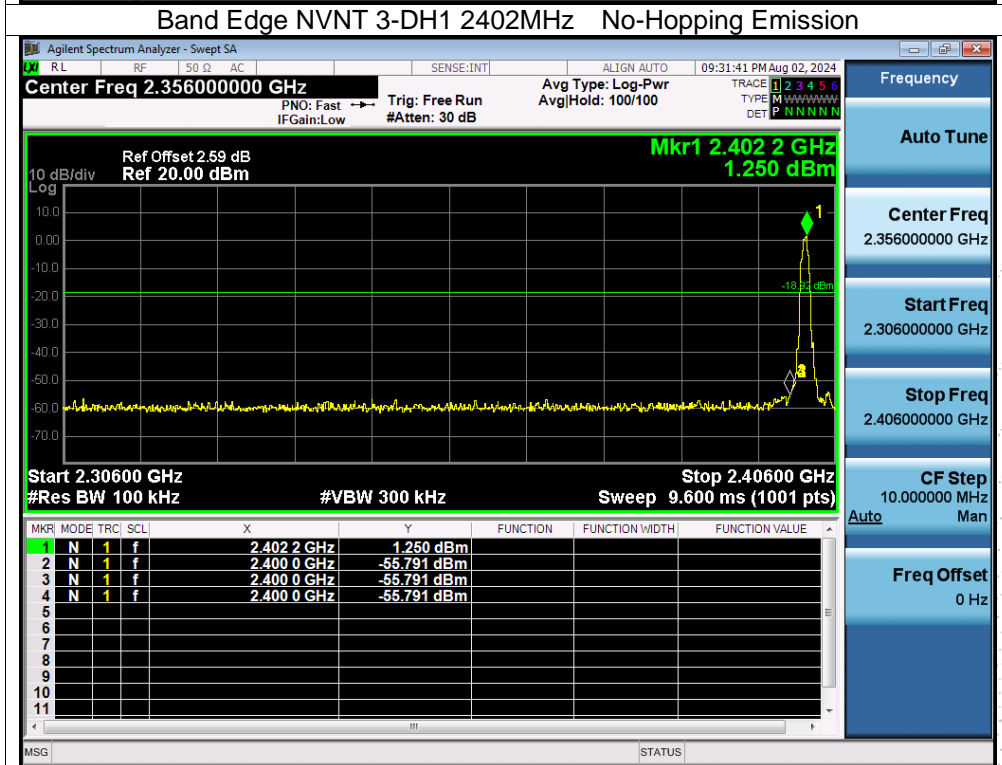 Band Edge NVNT 3-DH1 2402MHz No-Hopping Emission
Agilent Spectrum Analyzer - Swept SA
LXI RL RF 50 Ω AC SENSE:INT ALIGN AUTO 09:31:41 PM Aug 02, 2024
Center Freq 2.356000000 GHz
PNO: Fast
IFGain:Low
Trig: Free Run
#Atten: 30 dB
Avg Type: Log-Pwr
Avg|Hold: 100/100
TRACE 1 2 3 4 5 6
TYPE M WWWWW
DET P N N N N N
Frequency
Auto Tune
Center Freq
2.356000000 GHz
Start Freq
2.306000000 GHz
Stop Freq
2.406000000 GHz
CF Step
10.000000 MHz
Auto Man
Freq Offset
0 Hz
Mkr1 2.402 2 GHz
1.250 dBm
Ref Offset 2.59 dB
10 dB/div Ref 20.00 dBm
Log
10.0
0.00
-10.0
-20.0
-30.0
-40.0
-50.0
-60.0
-70.0
1
-18.92 dBm
Start 2.30600 GHz Stop 2.40600 GHz
#Res BW 100 kHz #VBW 300 kHz Sweep 9.600 ms (1001 pts)
MKR MODE TRC SCL X Y FUNCTION FUNCTION WIDTH FUNCTION VALUE
1 N 1 f 2.402 2 GHz 1.250 dBm
2 N 1 f 2.400 0 GHz -55.791 dBm
3 N 1 f 2.400 0 GHz -55.791 dBm
4 N 1 f 2.400 0 GHz -55.791 dBm
5
6
7
8
9
10
11
MSG STATUS